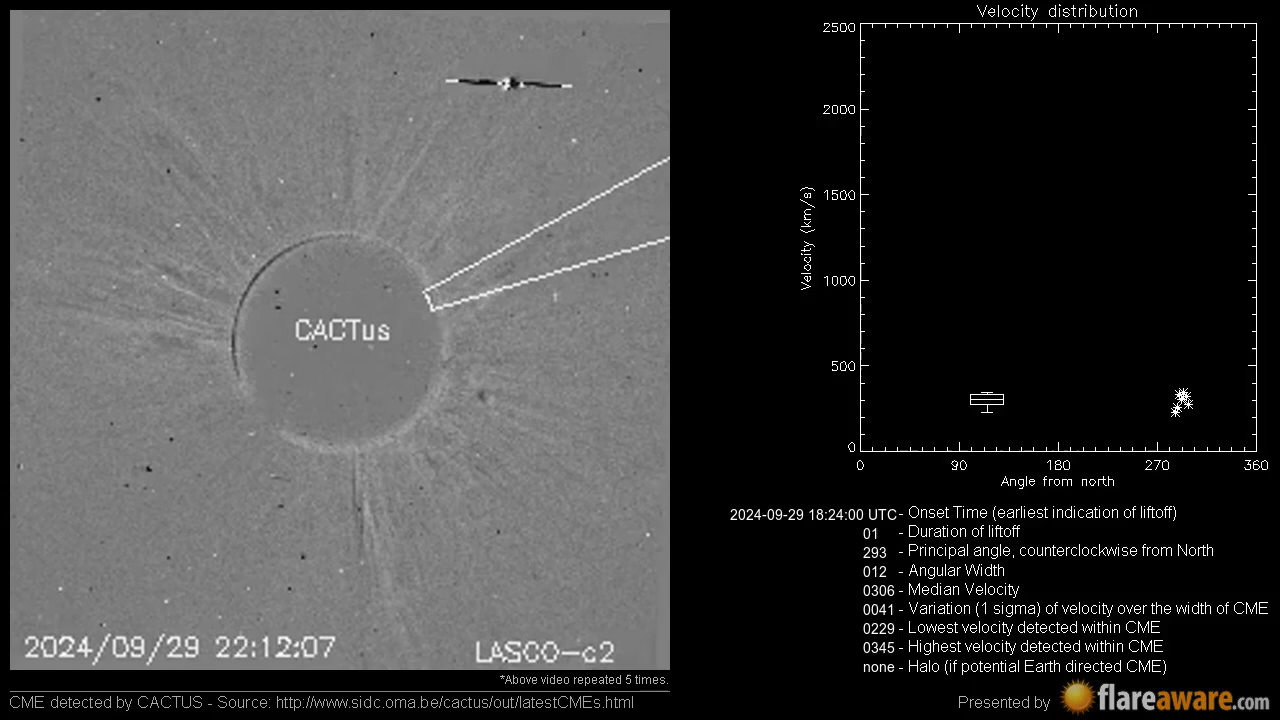 Velocity distribution
2500
2000
1500
1000
500
0
Velocity (km/s)
0 90 180 270 360
Angle from north
CACTus
2024/09/29 22:12:07 LASCO-c2
*Above video repeated 5 times.
CME detected by CACTUS - Source: http://www.sidc.oma.be/cactus/out/latestCMEs.html
2024-09-29 18:24:00 UTC - Onset Time (earliest indication of liftoff)
01 - Duration of liftoff
293 - Principal angle, counterclockwise from North
012 - Angular Width
0306 - Median Velocity
0041 - Variation (1 sigma) of velocity over the width of CME
0229 - Lowest velocity detected within CME
0345 - Highest velocity detected within CME
none - Halo (if potential Earth directed CME)
Presented by flareaware.com